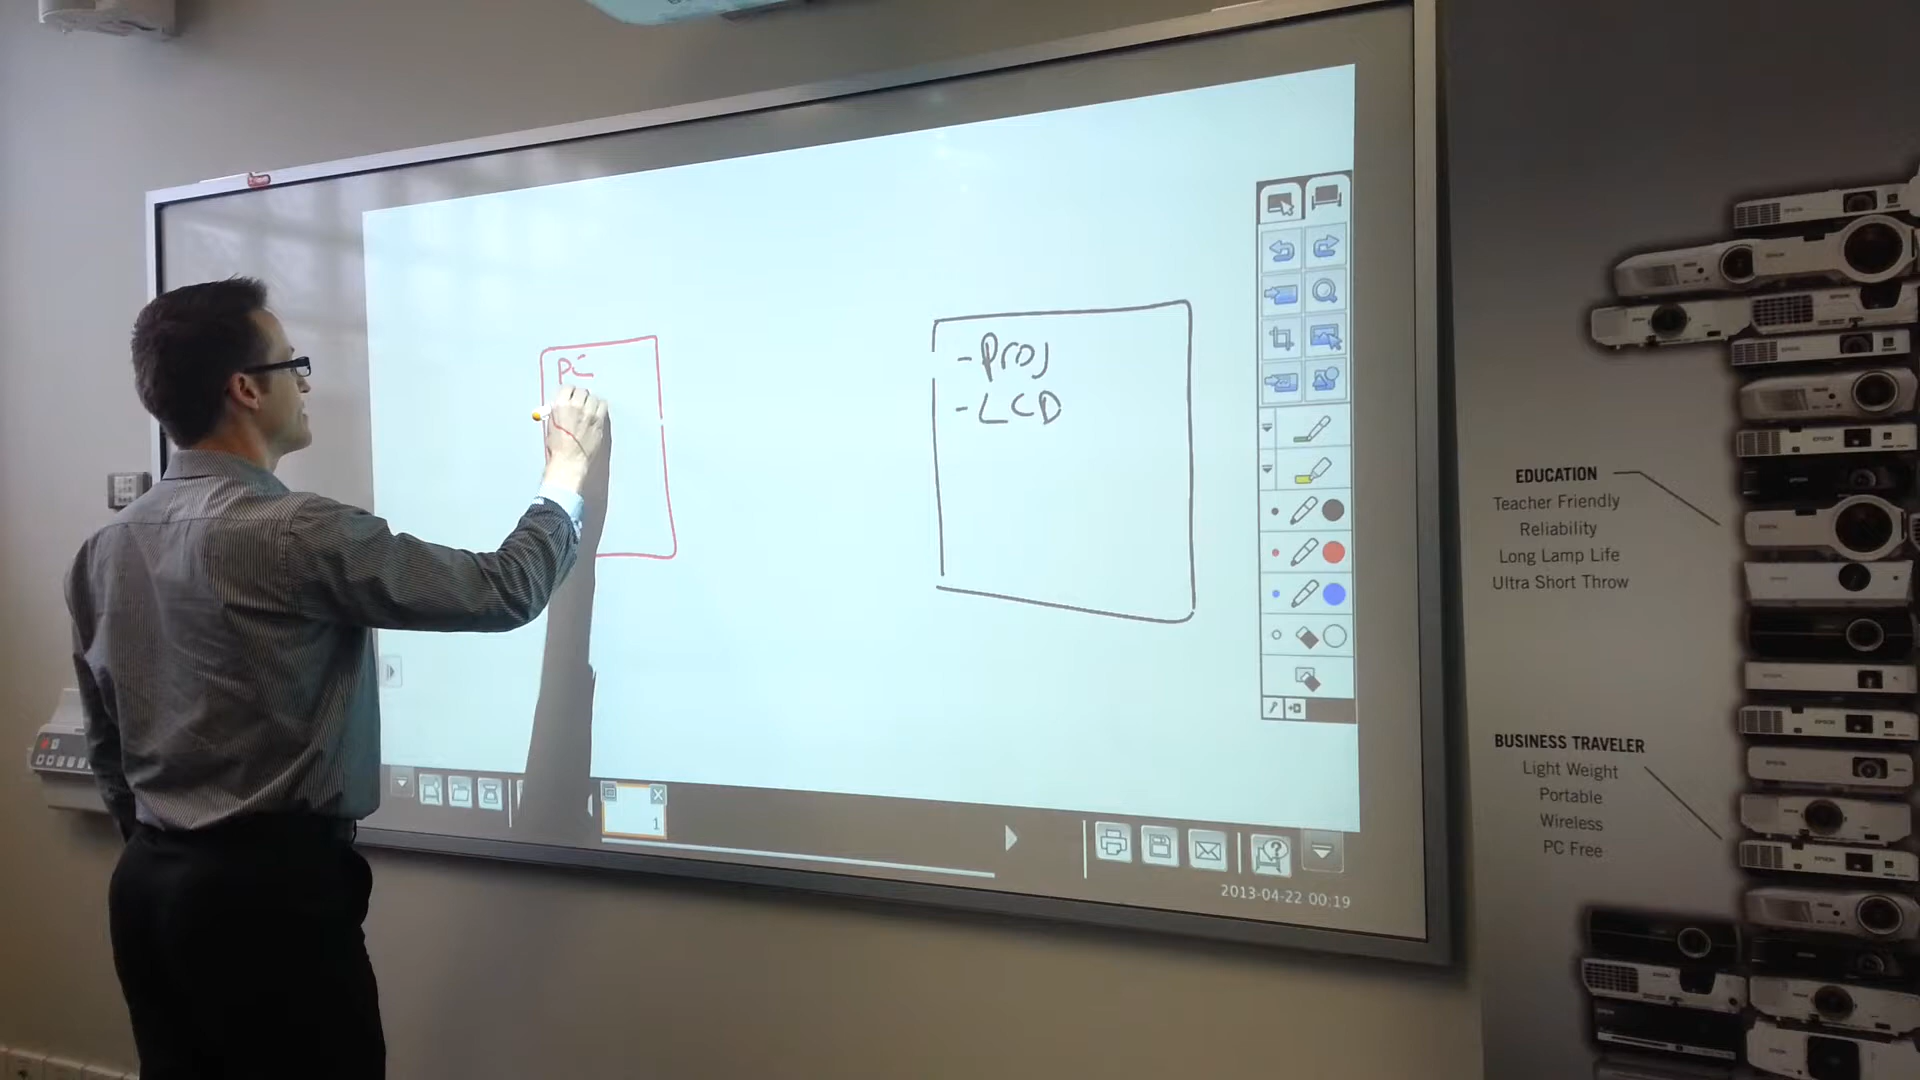 PC
- Proj
- LCD
1
2013-04-22 00:19
EDUCATION
Teacher Friendly
Reliability
Long Lamp Life
Ultra Short Throw
BUSINESS TRAVELER
Light Weight
Portable
Wireless
PC Free